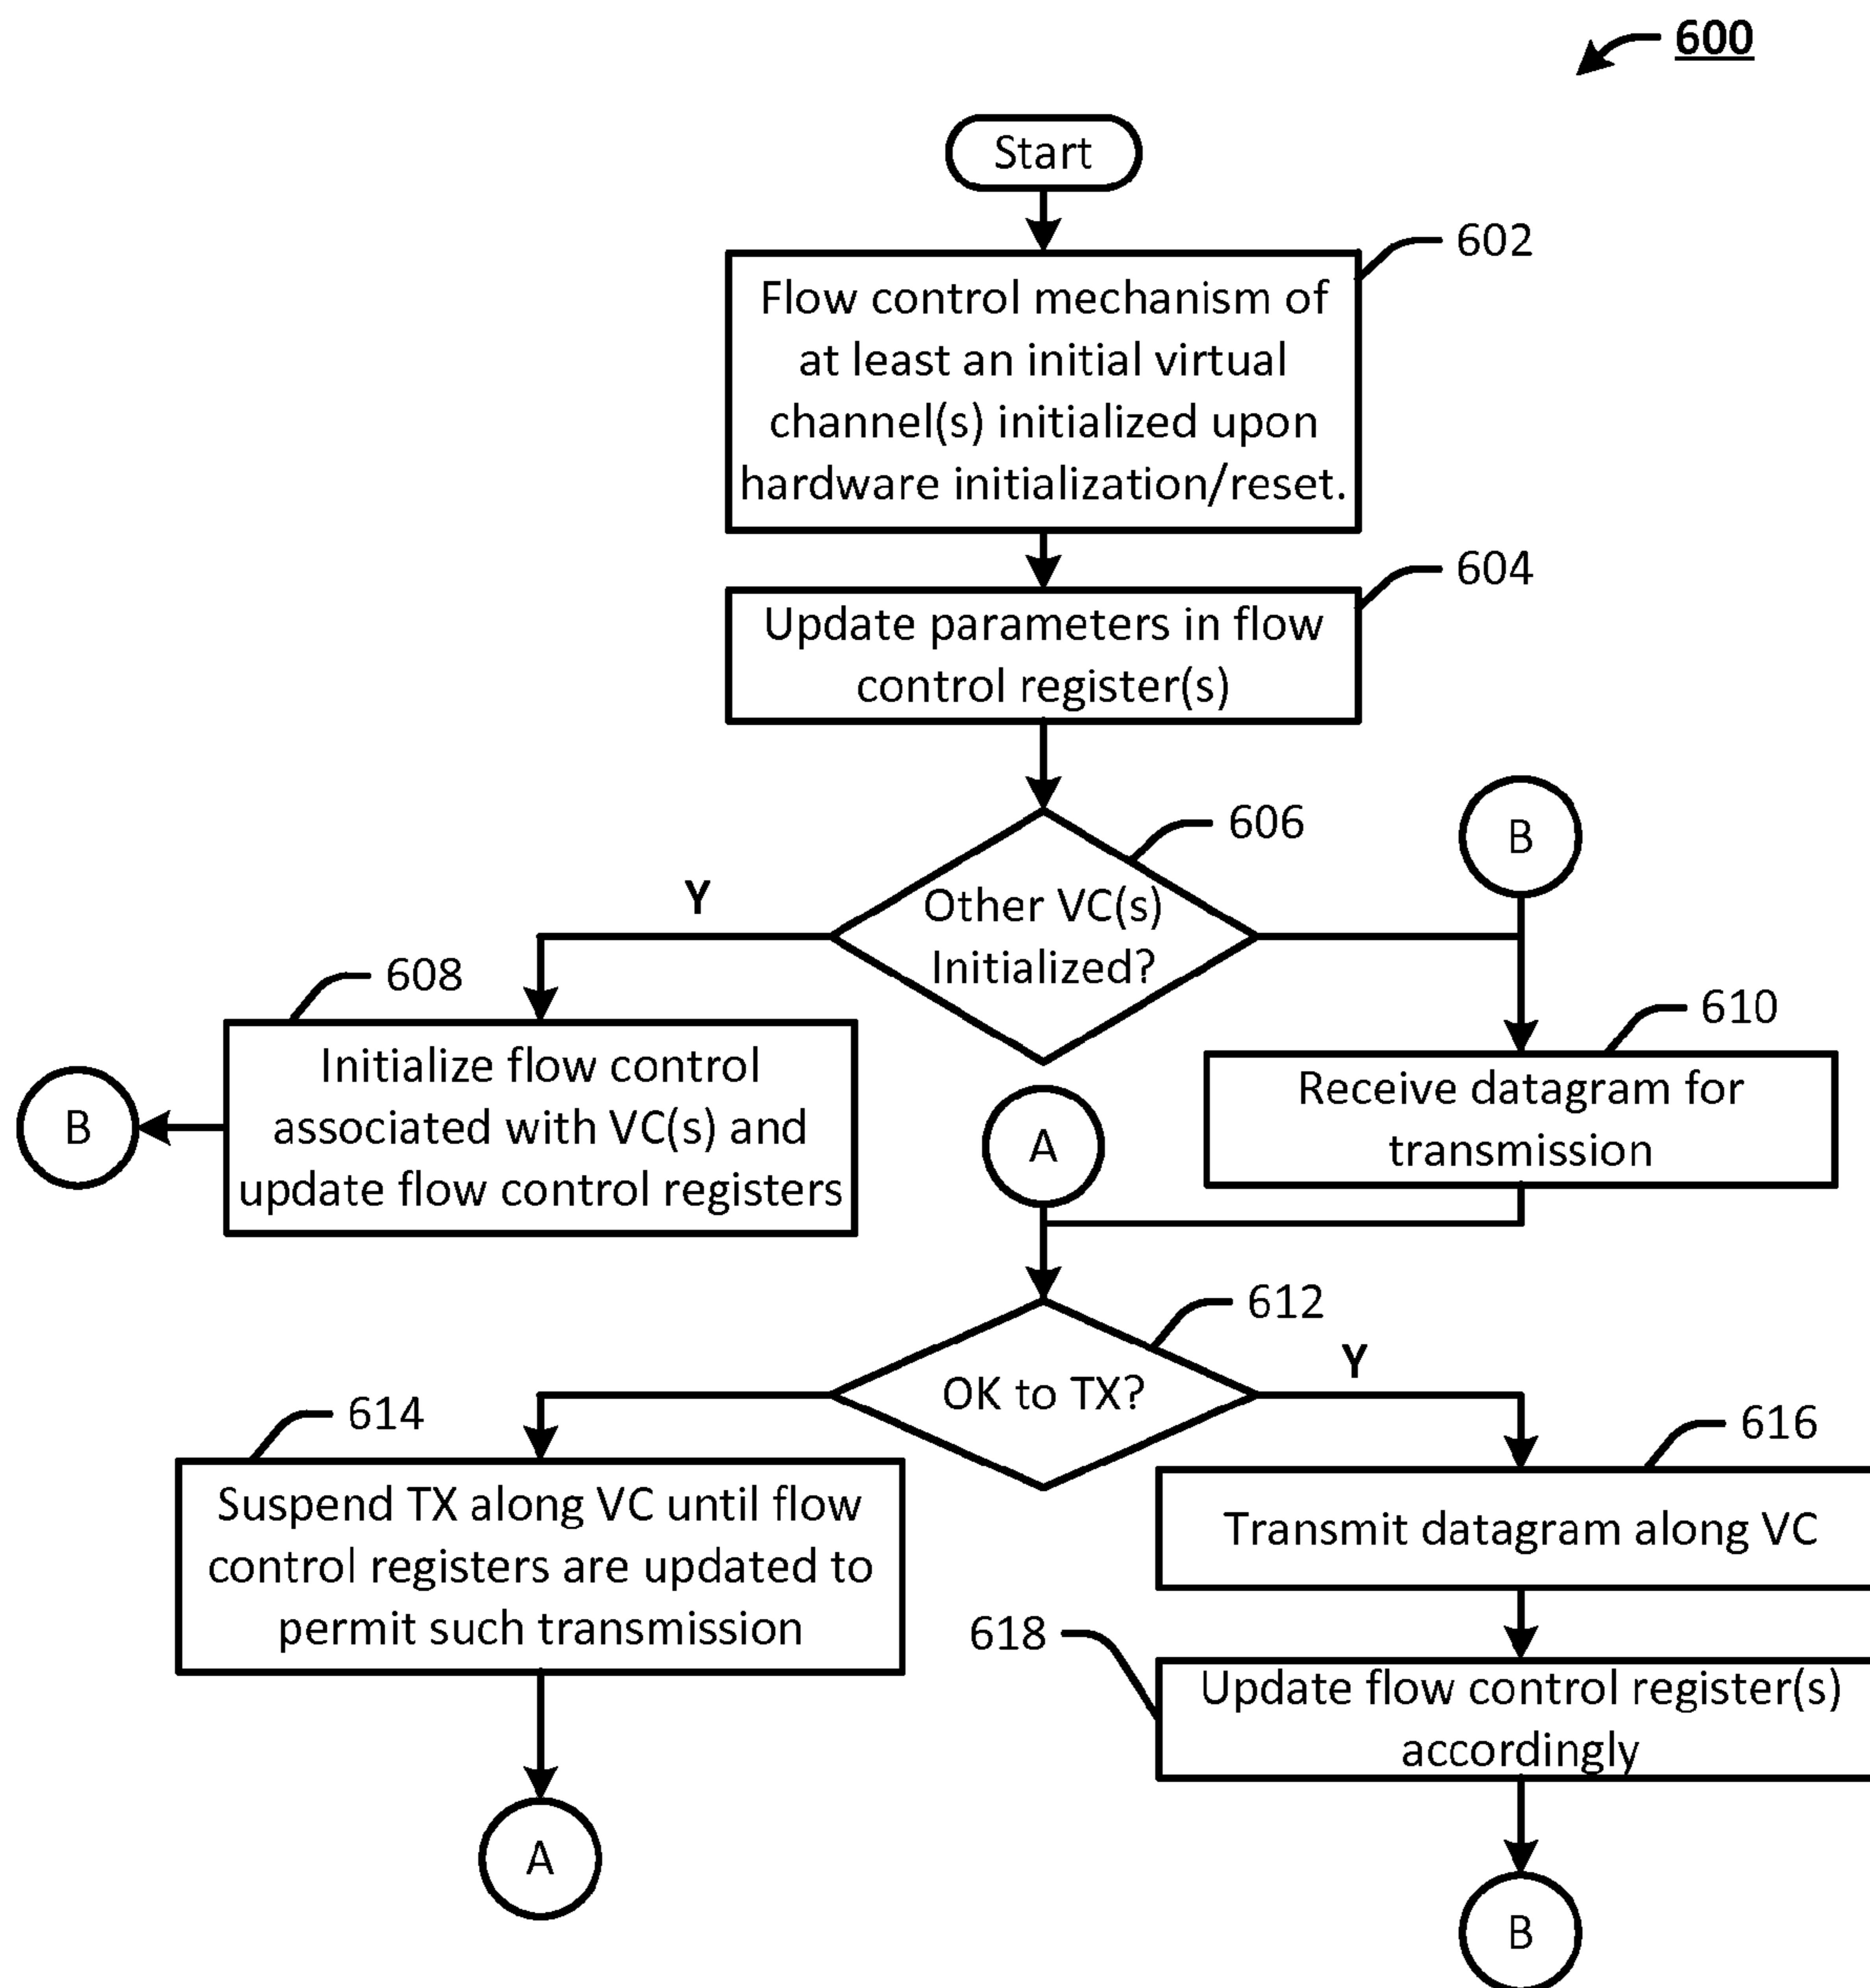 600
Start
602
Flow control mechanism of
at least an initial virtual
channel(s) initialized upon
hardware initialization/reset.
604
Update parameters in flow
control register(s)
606
B
Y
Other VC(s)
Initialized?
608
610
Initialize flow control
associated with VC(s) and
update flow control registers
B
A
Receive datagram for
transmission
612
Y
OK to TX?
614
616
Suspend TX along VC until flow
control registers are updated to
permit such transmission
Transmit datagram along VC
618
Update flow control register(s)
accordingly
A
B